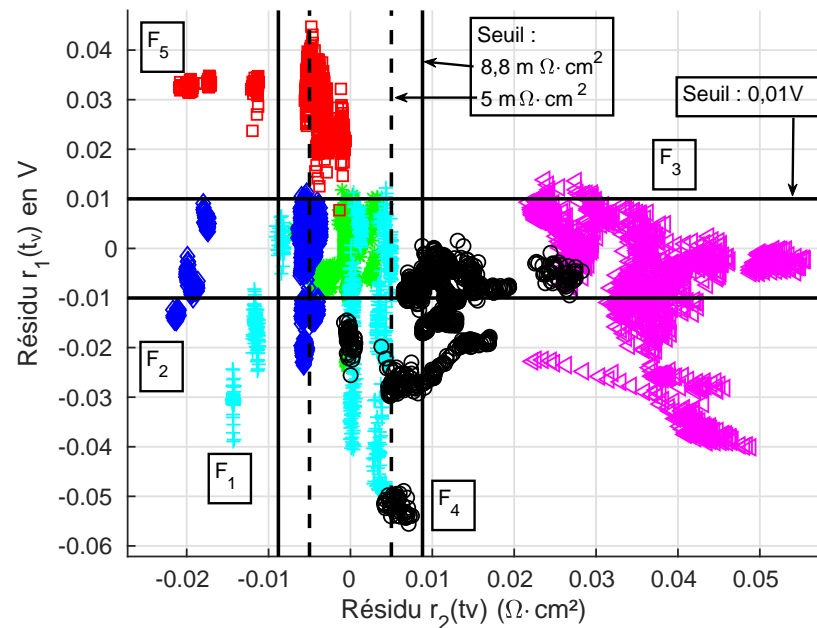 Seuil :
8,8 m Ω· cm²
5 m Ω· cm²
Seuil : 0,01V
F5
F3
F2
F1
F4
0.04
0.03
0.02
0.01
0
-0.01
-0.02
-0.03
-0.04
-0.05
-0.06
Résidu r1(tv) en V
-0.02
-0.01
0
0.01
0.02
0.03
0.04
0.05
Résidu r2(tv) (Ω· cm²)